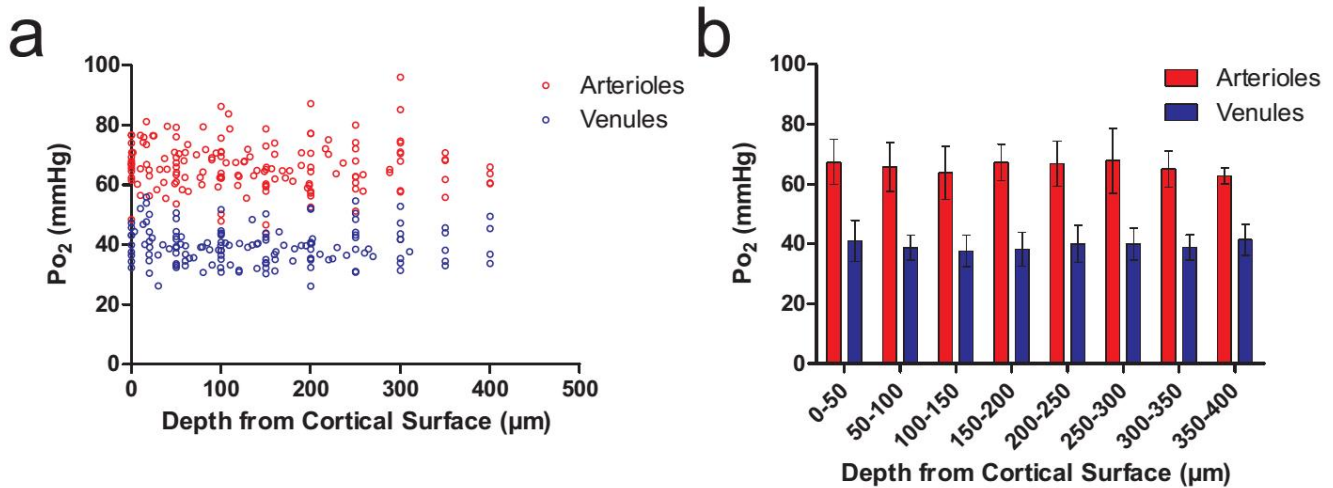 a
100
80
60
40
20
0
Po2 (mmHg)
0 100 200 300 400 500
Depth from Cortical Surface (µm)
Arterioles
Venules
b
100
80
60
40
20
0
Po2 (mmHg)
0-50
50-100
100-150
150-200
200-250
250-300
300-350
350-400
Depth from Cortical Surface (µm)
Arterioles
Venules